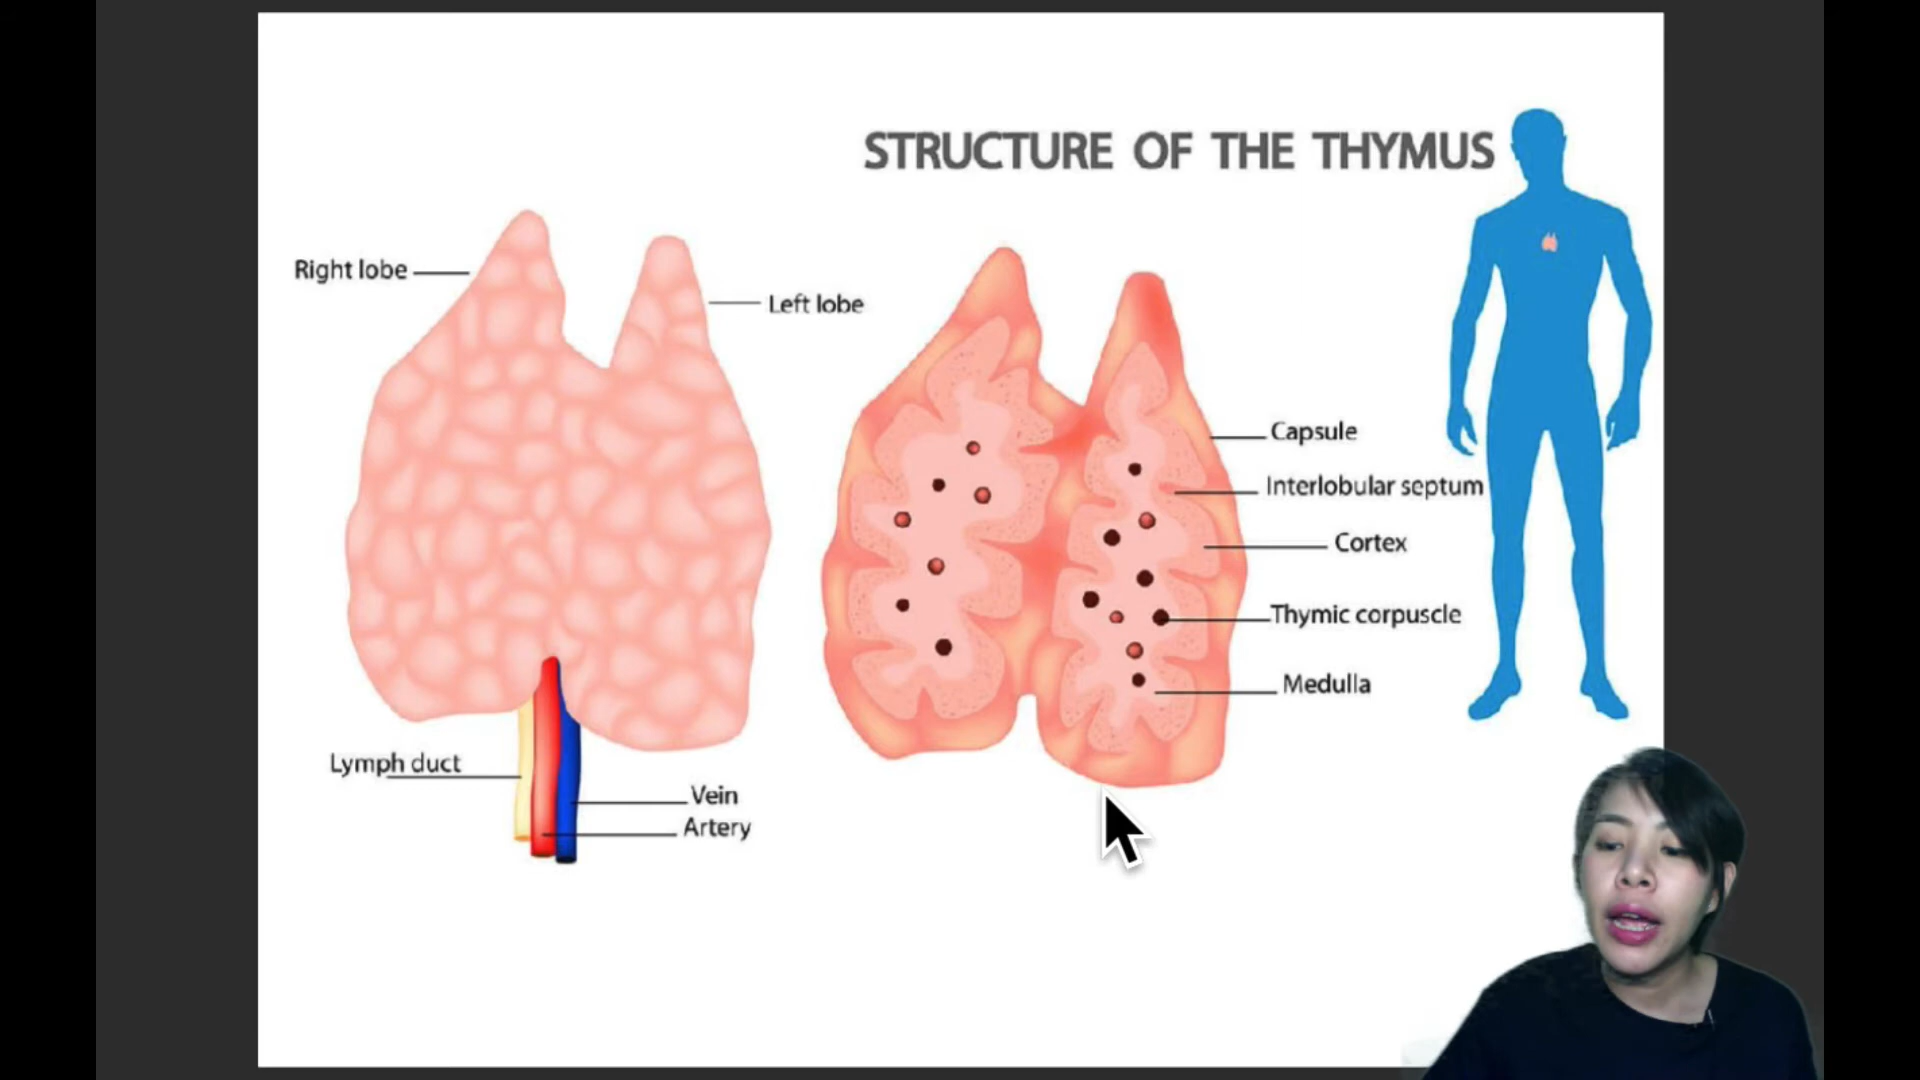 STRUCTURE OF THE THYMUS
Right lobe
Left lobe
Capsule
Interlobular septum
Cortex
Thymic corpuscle
Medulla
Lymph duct
Vein
Artery